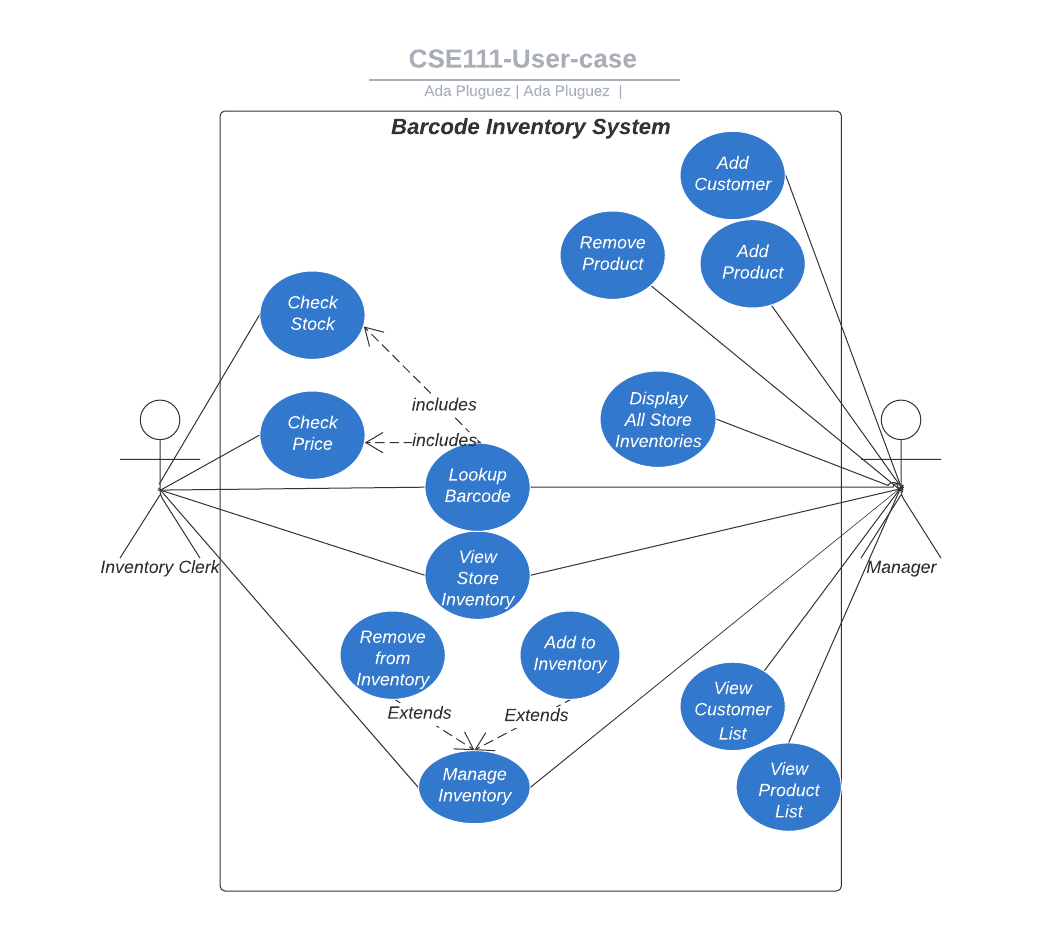 CSE111-User-case
Ada Pluguez | Ada Pluguez |
Barcode Inventory System
Add
Customer
Remove
Product
Add
Product
Check
Stock
includes
Display
All Store
Inventories
Check
Price
includes
Lookup
Barcode
View
Store
Inventory
Inventory Clerk
Manager
Remove
from
Inventory
Add to
Inventory
Extends
Extends
View
Customer
List
Manage
Inventory
View
Product
List